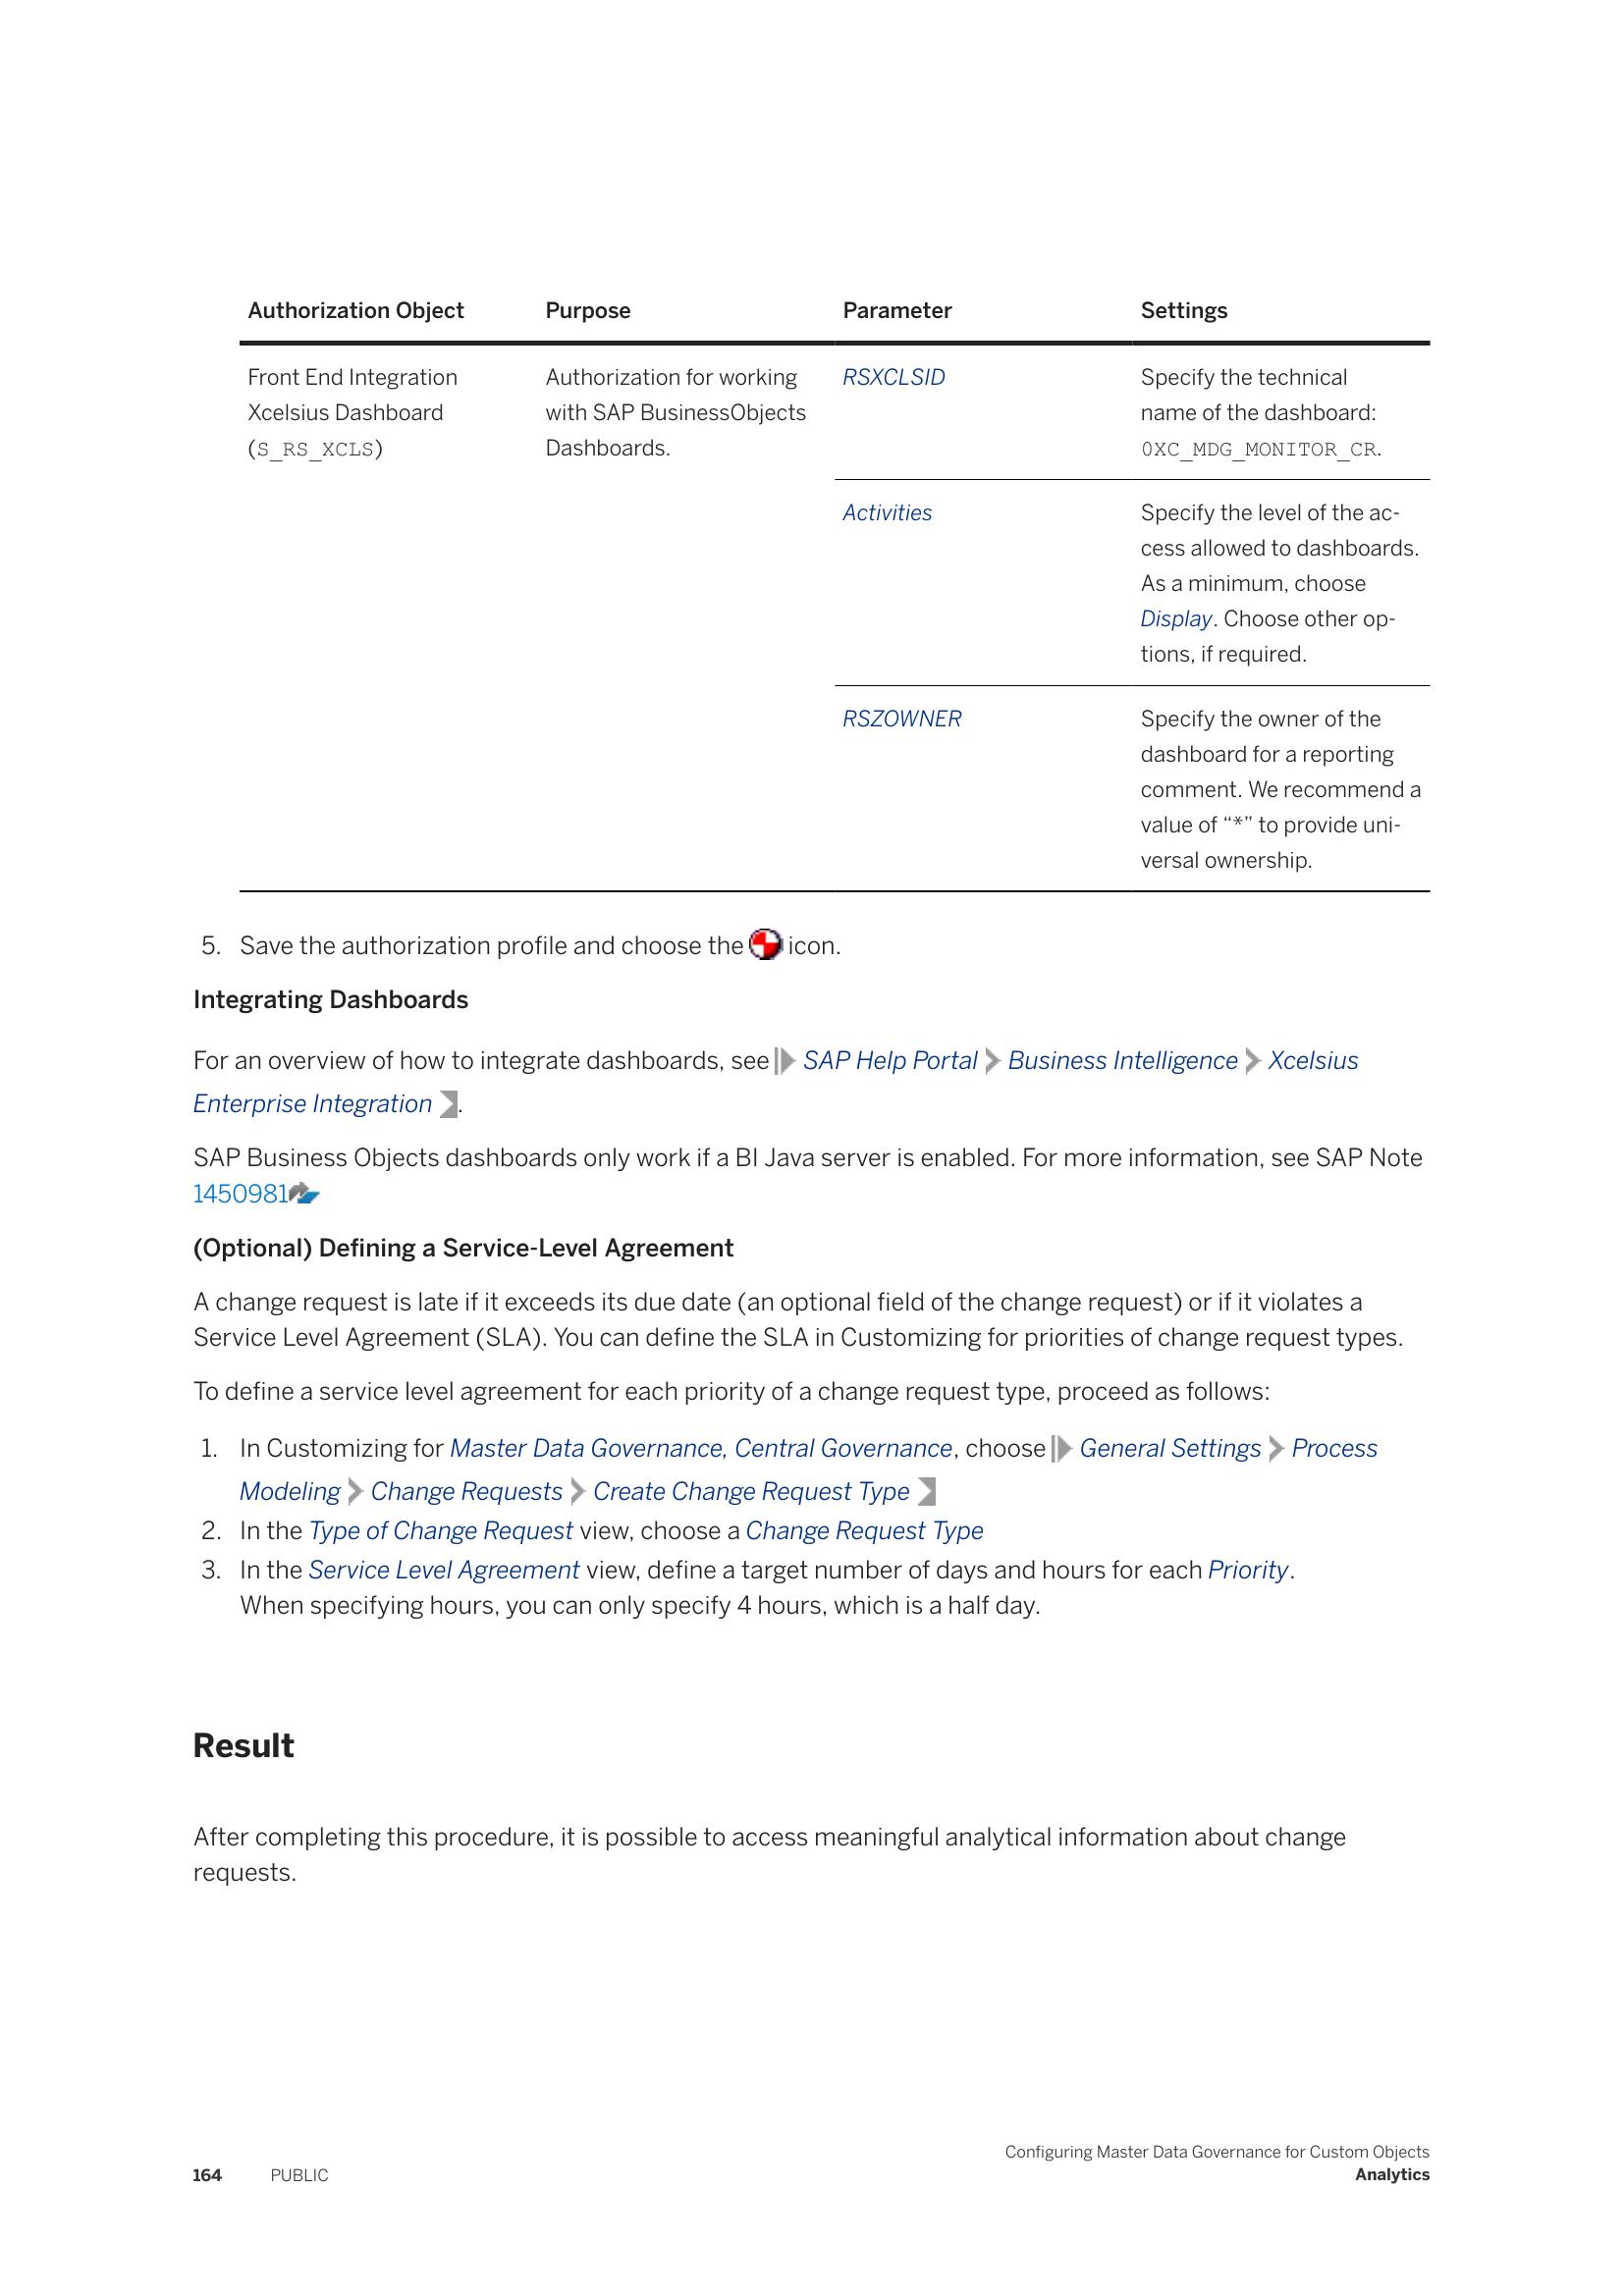 Authorization Object Purpose Parameter Settings
Front End Integration Authorization for working RSXCLSID Specify the technical
Xcelsius Dashboard with SAP BusinessObjects name of the dashboard:
(S_RS_XCLS) Dashboards. 0XC_MDG_MONITOR_CR.
Activities Specify the level of the ac-
cess allowed to dashboards.
As a minimum, choose
Display. Choose other op-
tions, if required.
RSZOWNER Specify the owner of the
dashboard for a reporting
comment. We recommend a
value of “*” to provide uni-
versal ownership.
5. Save the authorization profile and choose the icon.
Integrating Dashboards
For an overview of how to integrate dashboards, see SAP Help Portal Business Intelligence Xcelsius
Enterprise Integration .
SAP Business Objects dashboards only work if a BI Java server is enabled. For more information, see SAP Note
1450981
(Optional) Defining a Service-Level Agreement
A change request is late if it exceeds its due date (an optional field of the change request) or if it violates a
Service Level Agreement (SLA). You can define the SLA in Customizing for priorities of change request types.
To define a service level agreement for each priority of a change request type, proceed as follows:
1. In Customizing for Master Data Governance, Central Governance, choose General Settings Process
Modeling Change Requests Create Change Request Type
2. In the Type of Change Request view, choose a Change Request Type
3. In the Service Level Agreement view, define a target number of days and hours for each Priority.
When specifying hours, you can only specify 4 hours, which is a half day.
Result
After completing this procedure, it is possible to access meaningful analytical information about change
requests.
Configuring Master Data Governance for Custom Objects
164 PUBLIC Analytics